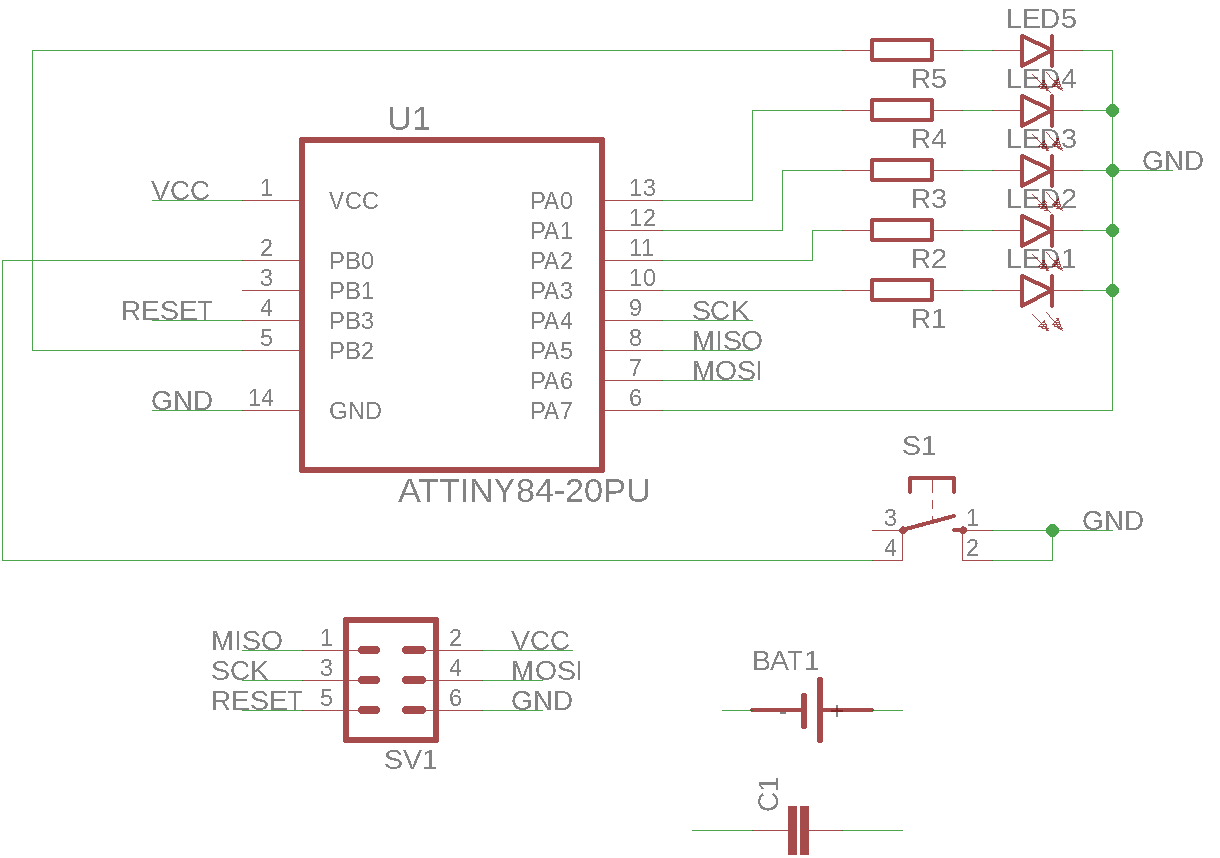 LED5
R5
LED4
U1
R4
LED3
GND
VCC 1 VCC
PA0 13
R3
LED2
PA1 12
2 PB0
PA2 11
R2
LED1
3 PB1
PA3 10
RESET 4 PB3
PA4 9 SCK
R1
5 PB2
PA5 8 MISO
PA6 7 MOSI
GND 14 GND
PA7 6
ATTINY84-20PU
S1
3 1 GND
4 2
MISO 1 2 VCC
SCK 3 4 MOSI
RESET 5 6 GND
SV1
BAT1
- +
C1